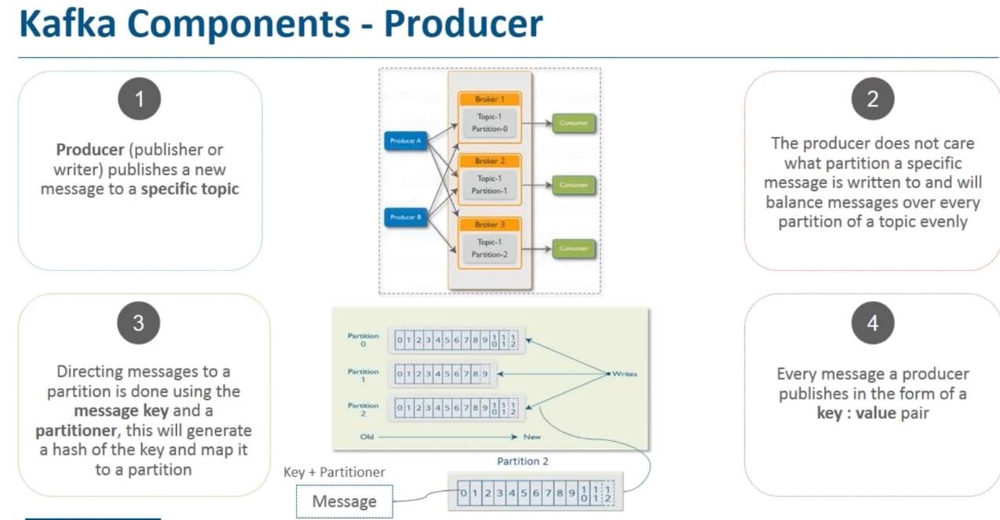 Kafka Components - Producer
1
Producer (publisher or
writer) publishes a new
message to a specific topic
Producer A
Producer B
Broker 1
Topic-1
Partition-0
Broker 2
Topic-1
Partition-1
Broker 3
Topic-1
Partition-2
Consumer
Consumer
Consumer
2
The producer does not care
what partition a specific
message is written to and will
balance messages over every
partition of a topic evenly
3
Directing messages to a
partition is done using the
message key and a
partitioner, this will generate
a hash of the key and map it
to a partition
Partition
0
0 1 2 3 4 5 6 7 8 9 10 11 12
Partition
1
0 1 2 3 4 5 6 7 8 9
Partition
2
0 1 2 3 4 5 6 7 8 9 10 11 12
Writes
Old
New
Partition 2
Key + Partitioner
Message
0 1 2 3 4 5 6 7 8 9 10 11 12
4
Every message a producer
publishes in the form of a
key : value pair